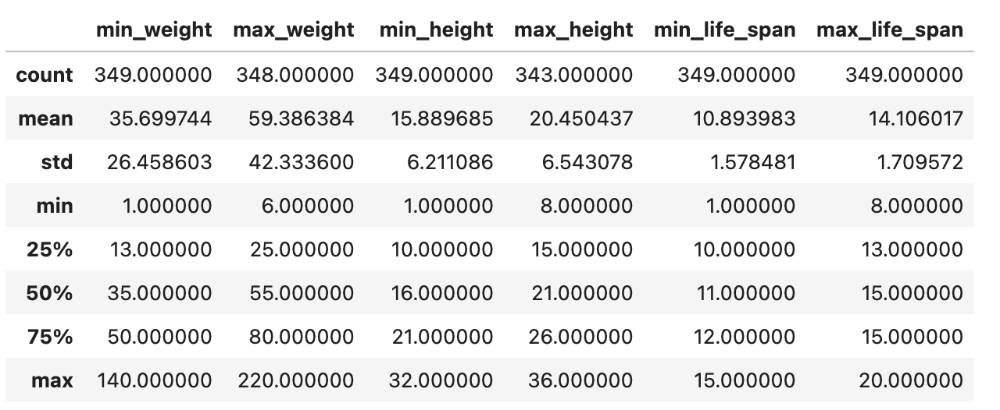 min_weight max_weight min_height max_height min_life_span max_life_span
count 349.000000 348.000000 349.000000 343.000000 349.000000 349.000000
mean 35.699744 59.386384 15.889685 20.450437 10.893983 14.106017
std 26.458603 42.333600 6.211086 6.543078 1.578481 1.709572
min 1.000000 6.000000 1.000000 8.000000 1.000000 8.000000
25% 13.000000 25.000000 10.000000 15.000000 10.000000 13.000000
50% 35.000000 55.000000 16.000000 21.000000 11.000000 15.000000
75% 50.000000 80.000000 21.000000 26.000000 12.000000 15.000000
max 140.000000 220.000000 32.000000 36.000000 15.000000 20.000000